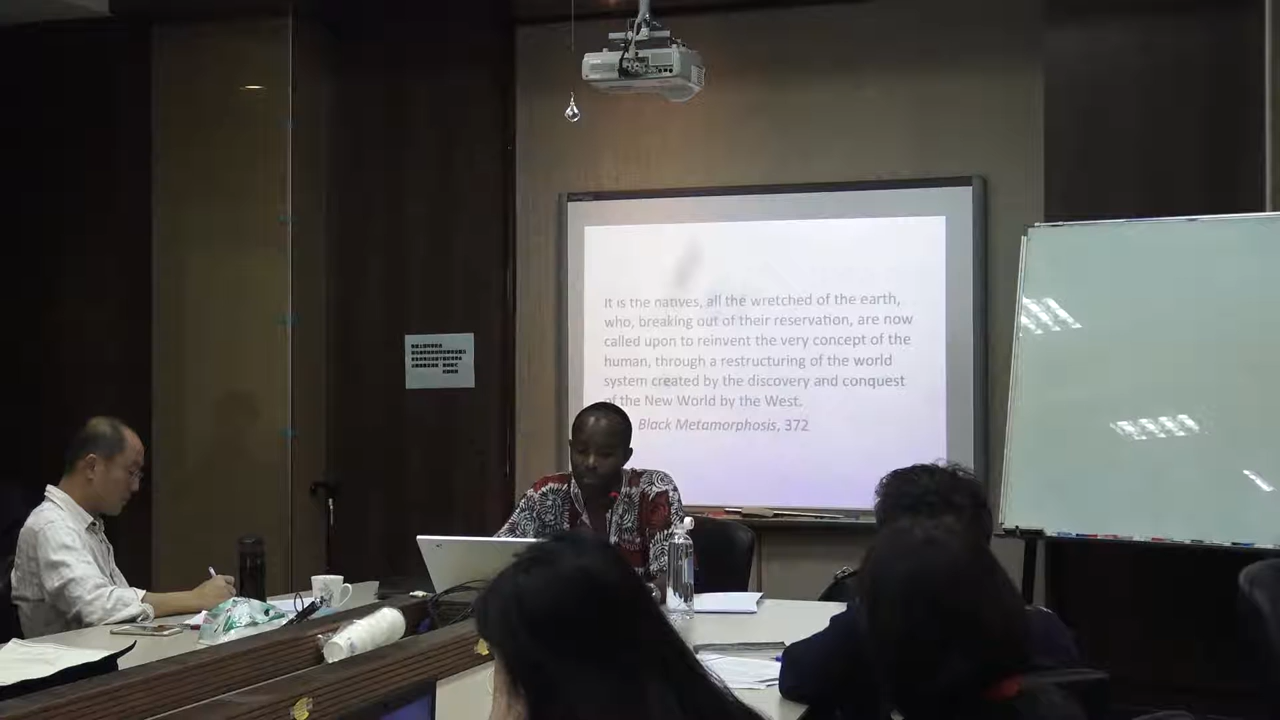 It is the natives, all the wretched of the earth,
who, breaking out of their reservation, are now
called upon to reinvent the very concept of the
human, through a restructuring of the world
system created by the discovery and conquest
of the New World by the West.
Black Metamorphosis, 372